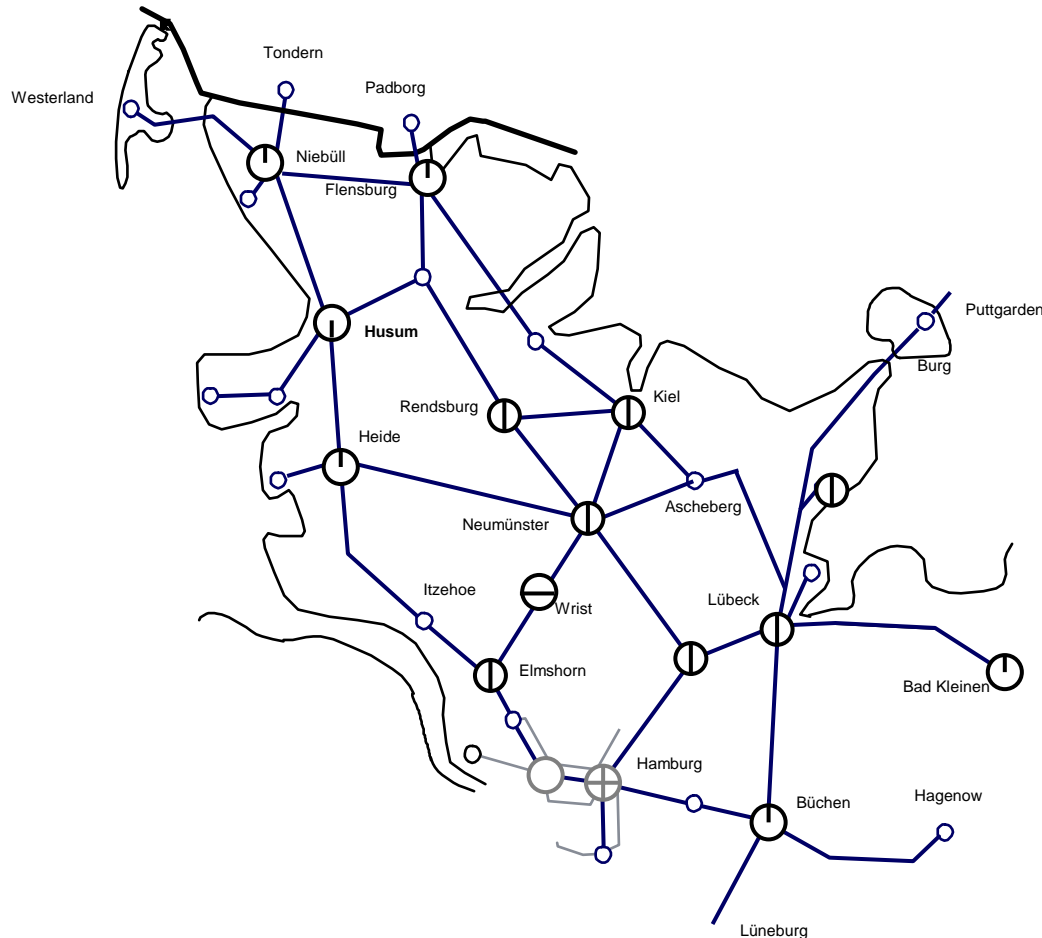 Tondern
Padborg
Westerland
Niebüll
Flensburg
Puttgarden
Husum
Burg
Kiel
Rendsburg
Heide
Ascheberg
Neumünster
Itzehoe
Lübeck
Wrist
Elmshorn
Bad Kleinen
Hamburg
Hagenow
Büchen
Lüneburg